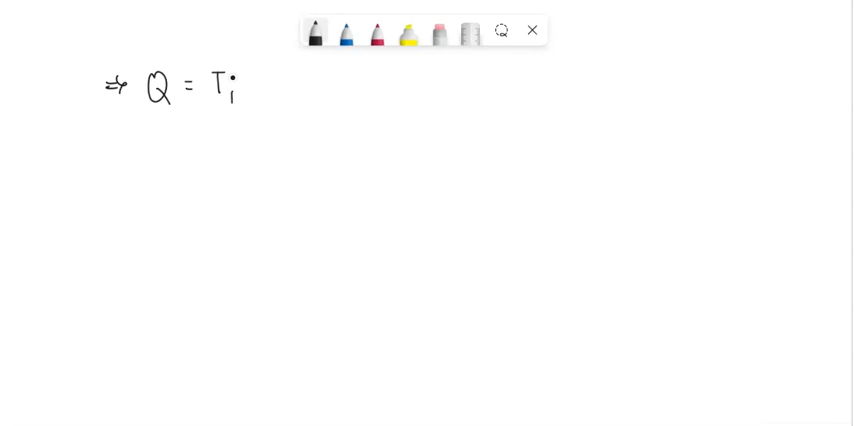 ⇒ Q = Ti